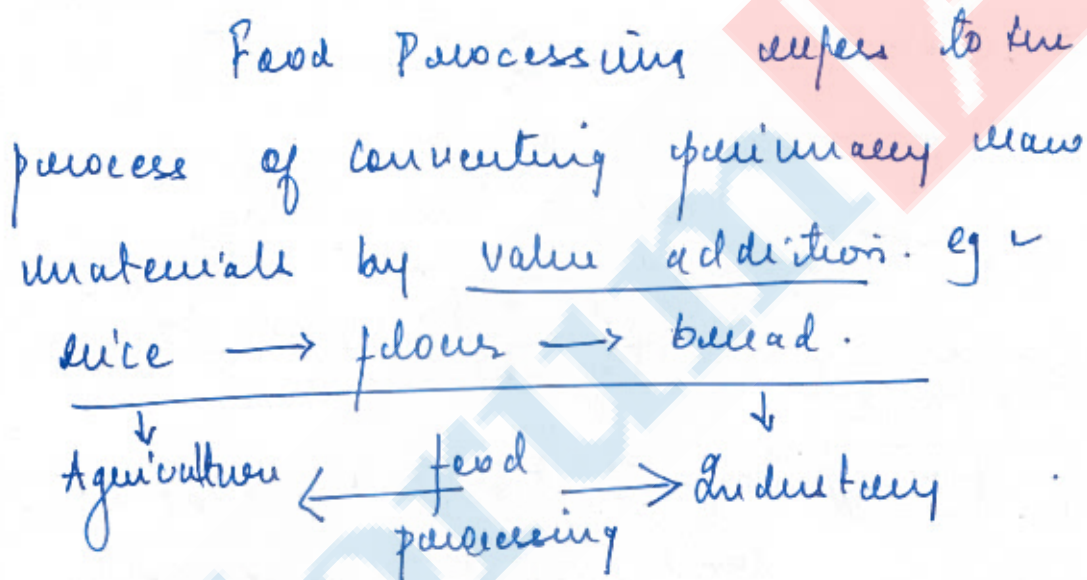 Food Processing refers to the
process of converting primary raw
materials by value addition. eg -
rice → flour → bread.
↓ ↓
Agriculture ← food → Industry
processing